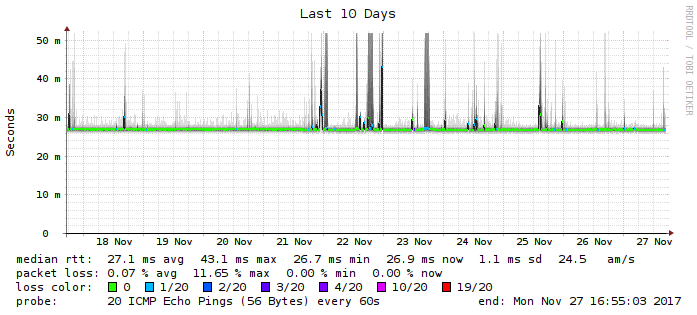 Last 10 Days
RRDTOOL / TOBI OETIKER
Seconds
50 m
40 m
30 m
20 m
10 m
0
18 Nov 19 Nov 20 Nov 21 Nov 22 Nov 23 Nov 24 Nov 25 Nov 26 Nov 27 Nov
median rtt: 27.1 ms avg 43.1 ms max 26.7 ms min 26.9 ms now 1.1 ms sd 24.5 am/s
packet loss: 0.07 % avg 11.65 % max 0.00 % min 0.00 % now
loss color: 0 1/20 2/20 3/20 4/20 10/20 19/20
probe: 20 ICMP Echo Pings (56 Bytes) every 60s end: Mon Nov 27 16:55:03 2017